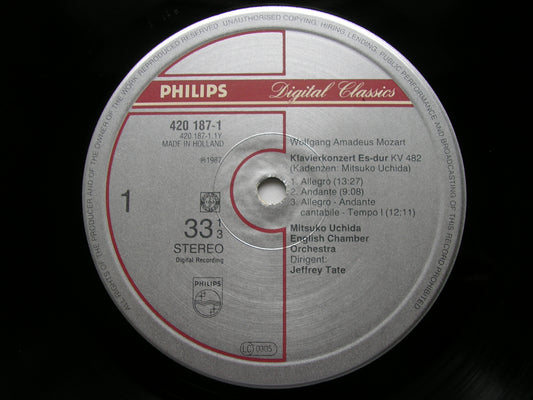 ALL RIGHTS OF THE PRODUCER AND OF THE OWNER OF THE WORK REPRODUCED RESERVED. UNAUTHORISED COPYING, HIRING, LENDING, PUBLIC PERFORMANCE AND BROADCASTING OF THIS RECORD PROHIBITED.
PHILIPS Digital Classics
420 187-1
420 187-1.1Y
MADE IN HOLLAND
℗1987
1
33 1/3
STEREO
Digital Recording
PHILIPS
Wolfgang Amadeus Mozart
Klavierkonzert Es-dur KV 482
(Kadenzen: Mitsuko Uchida)
1. Allegro (13:27)
2. Andante (9:08)
3. Allegro - Andante
cantabile - Tempo I (12:11)
Mitsuko Uchida
English Chamber
Orchestra
Dirigent:
Jeffrey Tate
LC 0305